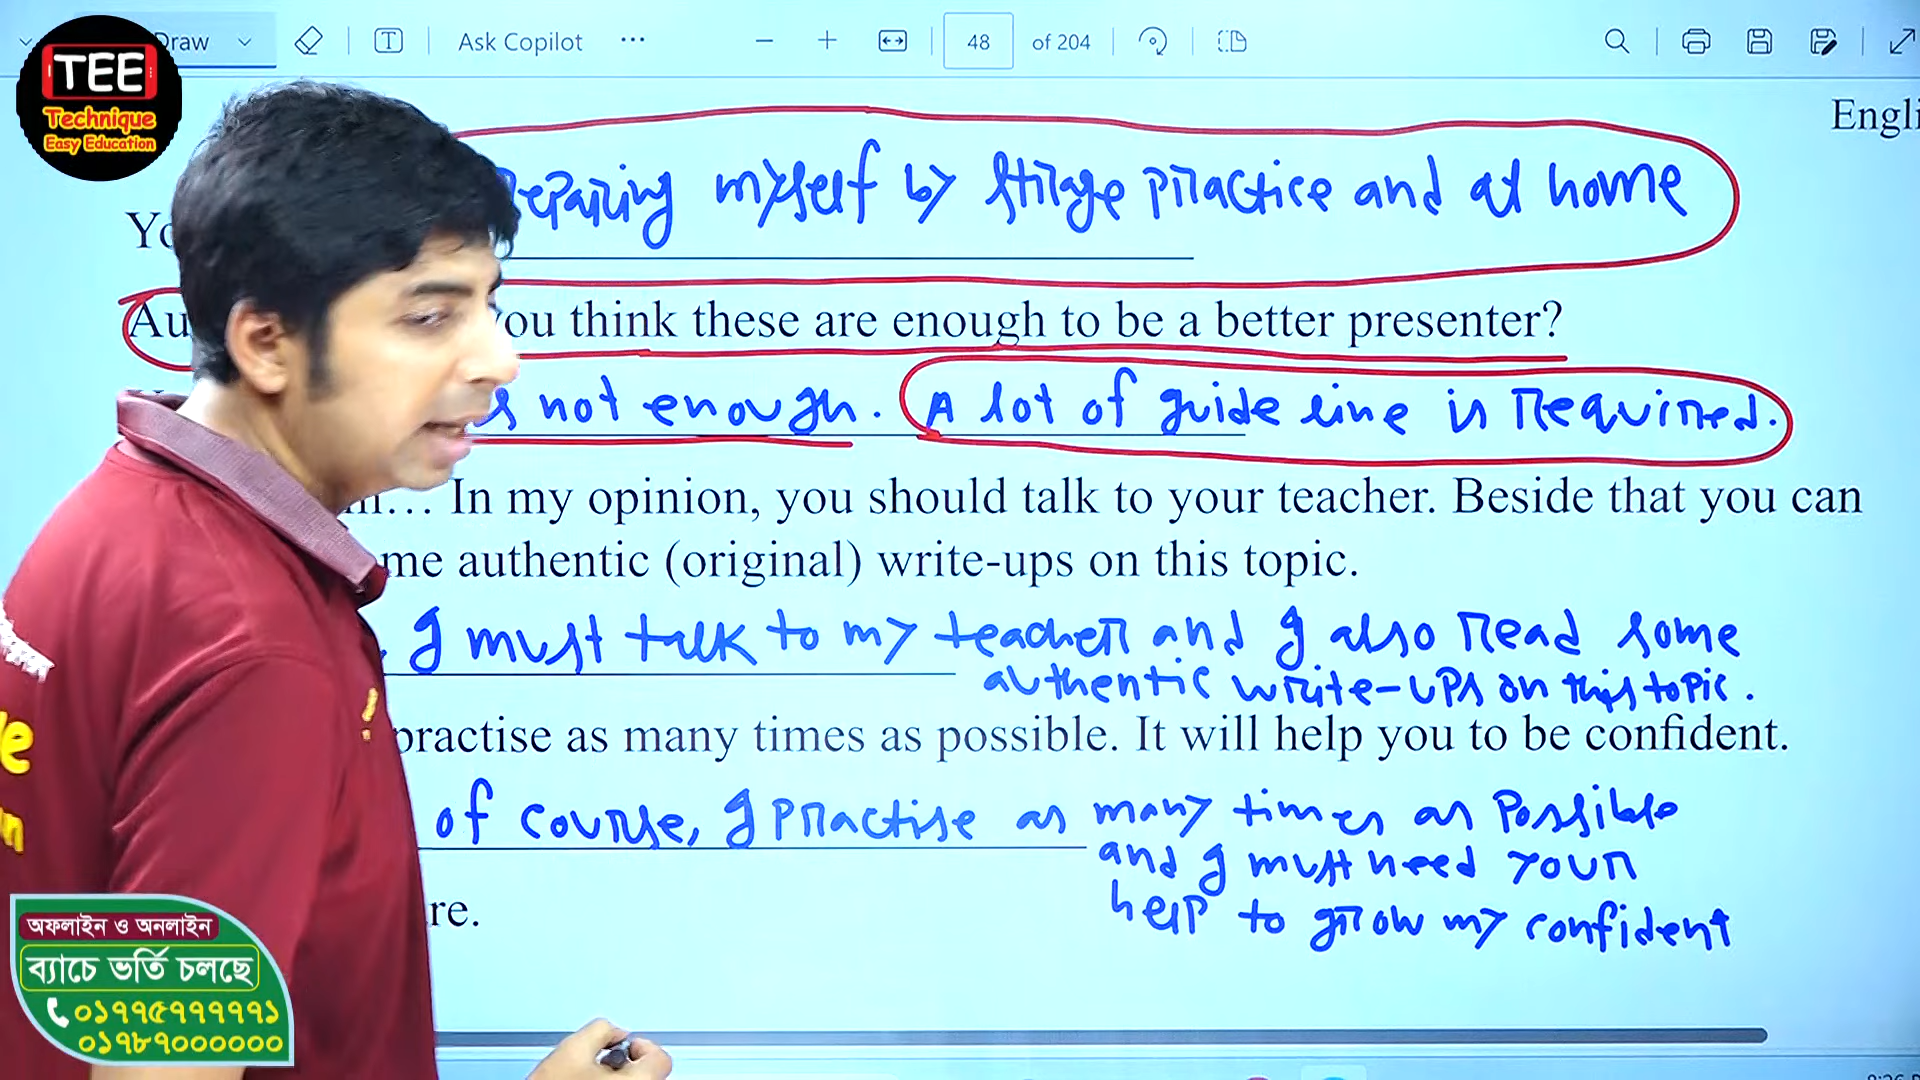 Draw
Ask Copilot
48 of 204
TEE
Technique
Easy Education
Engli
eparing myself by stage practice and at home
Yo
Au ou think these are enough to be a better presenter?
s not enough. A lot of guide line is required.
m… In my opinion, you should talk to your teacher. Beside that you can
me authentic (original) write-ups on this topic.
, I must talk to my teacher and I also read some
authentic write-ups on this topic.
practise as many times as possible. It will help you to be confident.
of course, I practise as many times as possible
and I must need your
help to grow my confident
re.
অফলাইন ও অনলাইন
ব্যাচে ভর্তি চলছে
০১৭৭৫৭৭৭৭৭১
০১৭৮৭০০০০০০